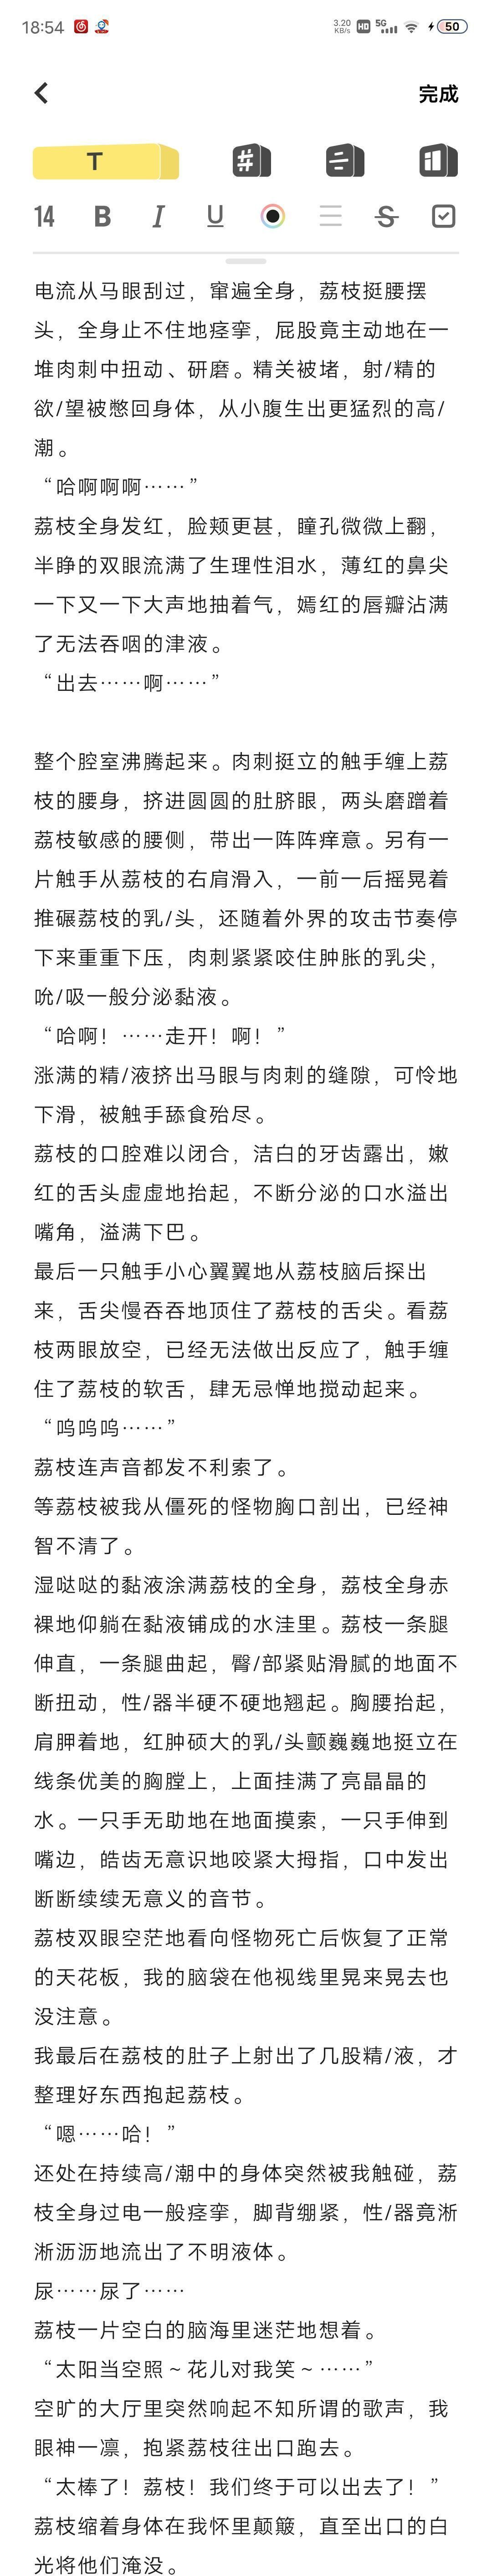 18:54
3.20 KB/s HD 5G 50
完成
T
14 B I U S
电流从马眼刮过，窜遍全身，荔枝挺腰摆
头，全身止不住地痉挛，屁股竟主动地在一
堆肉刺中扭动、研磨。精关被堵，射/精的
欲/望被憋回身体，从小腹生出更猛烈的高/
潮。
“哈啊啊啊……”
荔枝全身发红，脸颊更甚，瞳孔微微上翻，
半睁的双眼流满了生理性泪水，薄红的鼻尖
一下又一下大声地抽着气，嫣红的唇瓣沾满
了无法吞咽的津液。
“出去……啊……”
整个腔室沸腾起来。肉刺挺立的触手缠上荔
枝的腰身，挤进圆圆的肚脐眼，两头磨蹭着
荔枝敏感的腰侧，带出一阵阵痒意。另有一
片触手从荔枝的右肩滑入，一前一后摇晃着
推碾荔枝的乳/头，还随着外界的攻击节奏停
下来重重下压，肉刺紧紧咬住肿胀的乳尖，
吮/吸一般分泌黏液。
“哈啊！……走开！啊！”
涨满的精/液挤出马眼与肉刺的缝隙，可怜地
下滑，被触手舔食殆尽。
荔枝的口腔难以闭合，洁白的牙齿露出，嫩
红的舌头虚虚地抬起，不断分泌的口水溢出
嘴角，溢满下巴。
最后一只触手小心翼翼地从荔枝脑后探出
来，舌尖慢吞吞地顶住了荔枝的舌尖。看荔
枝两眼放空，已经无法做出反应了，触手缠
住了荔枝的软舌，肆无忌惮地搅动起来。
“呜呜呜……”
荔枝连声音都发不利索了。
等荔枝被我从僵死的怪物胸口剖出，已经神
智不清了。
湿哒哒的黏液涂满荔枝的全身，荔枝全身赤
裸地仰躺在黏液铺成的水洼里。荔枝一条腿
伸直，一条腿曲起，臀/部紧贴滑腻的地面不
断扭动，性/器半硬不硬地翘起。胸腰抬起，
肩胛着地，红肿硕大的乳/头颤巍巍地挺立在
线条优美的胸膛上，上面挂满了亮晶晶的
水。一只手无助地在地面摸索，一只手伸到
嘴边，皓齿无意识地咬紧大拇指，口中发出
断断续续无意义的音节。
荔枝双眼空茫地看向怪物死亡后恢复了正常
的天花板，我的脑袋在他视线里晃来晃去也
没注意。
我最后在荔枝的肚子上射出了几股精/液，才
整理好东西抱起荔枝。
“嗯……哈！”
还处在持续高/潮中的身体突然被我触碰，荔
枝全身过电一般痉挛，脚背绷紧，性/器竟淅
淅沥沥地流出了不明液体。
尿……尿了……
荔枝一片空白的脑海里迷茫地想着。
“太阳当空照～花儿对我笑～……”
空旷的大厅里突然响起不知所谓的歌声，我
眼神一凛，抱紧荔枝往出口跑去。
“太棒了！荔枝！我们终于可以出去了！”
荔枝缩着身体在我怀里颠簸，直至出口的白
光将他们淹没。